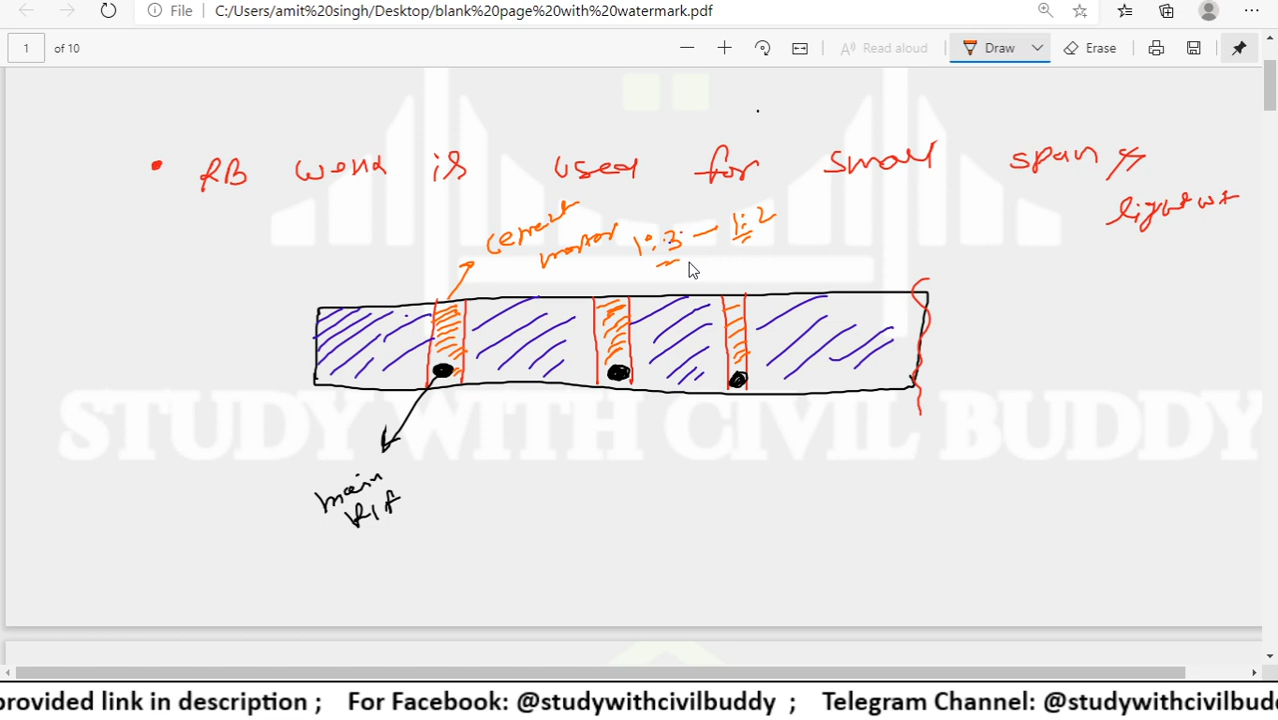 File C:/Users/amit%20singh/Desktop/blank%20page%20with%20watermark.pdf
1 of 10 Read aloud Draw Erase
• RB work is used for small span &
light wt
cement
mortar 1:3 - 1:2
main
R/f
STUDY WITH CIVIL BUDDY
provided link in description ; For Facebook: @studywithcivilbuddy ; Telegram Channel: @studywithcivilbudd